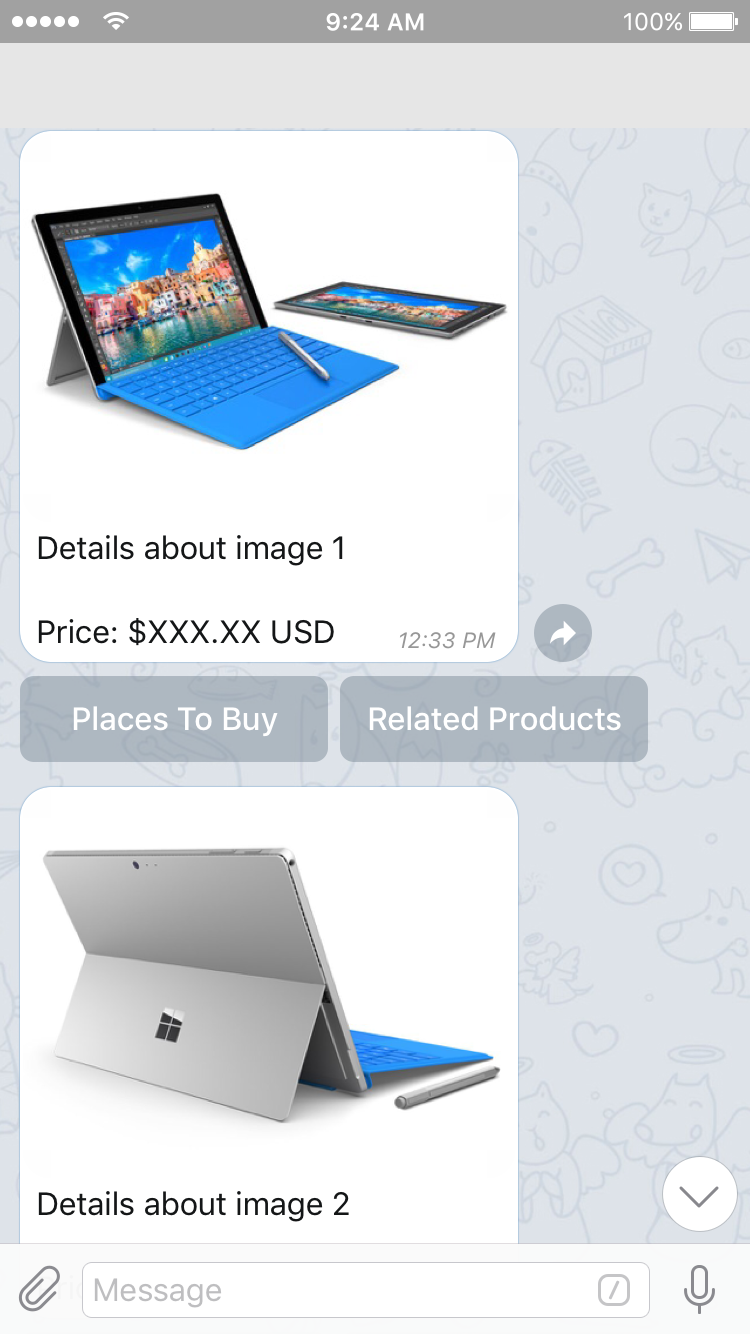 9:24 AM
100%
Details about image 1
Price: $XXX.XX USD
12:33 PM
Places To Buy
Related Products
Details about image 2
Message